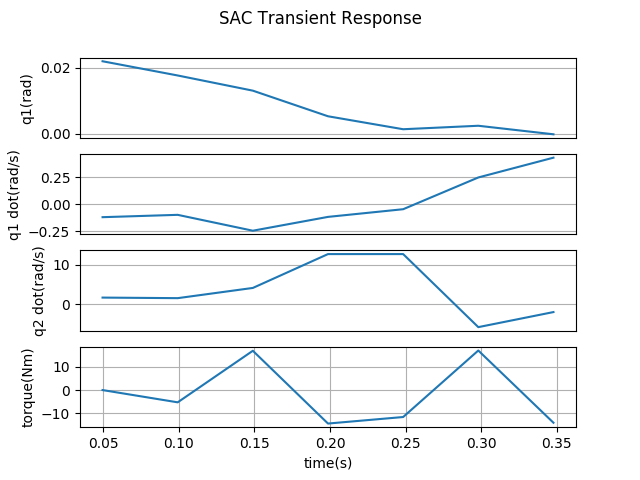 SAC Transient Response
q1(rad)
0.02
0.00
q1 dot(rad/s)
0.25
0.00
−0.25
q2 dot(rad/s)
10
0
torque(Nm)
10
0
−10
0.05 0.10 0.15 0.20 0.25 0.30 0.35
time(s)